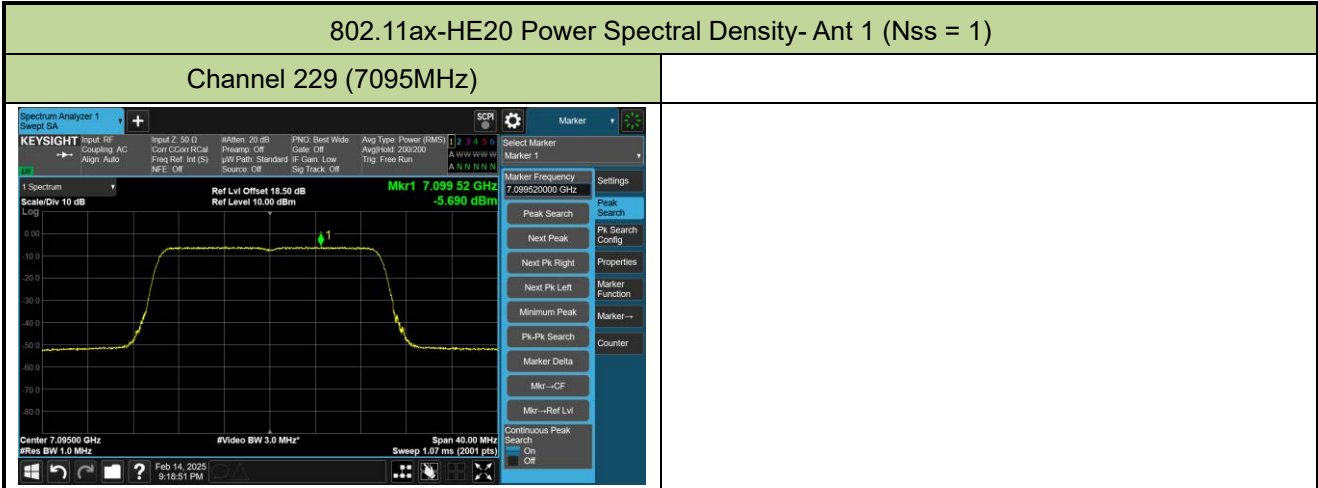 802.11ax-HE20 Power Spectral Density- Ant 1 (Nss = 1)
Channel 229 (7095MHz)
Spectrum Analyzer 1
Swept SA
SCPI
Marker
KEYSIGHT
Input: RF
Coupling: AC
Align: Auto
Input Z: 50 Ω
Corr CCorr RCal
Freq Ref: Int (S)
NFE: Off
#Atten: 20 dB
Preamp: Off
µW Path: Standard
Source: Off
PNO: Best Wide
Gate: Off
IF Gain: Low
Sig Track: Off
Avg Type: Power (RMS)
Avg|Hold: 200/200
Trig: Free Run
1 2 3 4 5 6
A W W W W W
A N N N N N
Select Marker
Marker 1
1 Spectrum
Scale/Div 10 dB
Log
Ref Lvl Offset 18.50 dB
Ref Level 10.00 dBm
Mkr1 7.099 52 GHz
-5.690 dBm
1
0.00
-10.0
-20.0
-30.0
-40.0
-50.0
-60.0
-70.0
-80.0
Center 7.09500 GHz
#Res BW 1.0 MHz
#Video BW 3.0 MHz*
Span 40.00 MHz
Sweep 1.07 ms (2001 pts)
Marker Frequency
7.099520000 GHz
Peak Search
Next Peak
Next Pk Right
Next Pk Left
Minimum Peak
Pk-Pk Search
Marker Delta
Mkr→CF
Mkr→Ref Lvl
Continuous Peak
Search
On
Off
Settings
Peak
Search
Pk Search
Config
Properties
Marker
Function
Marker→
Counter
?
Feb 14, 2025
9:18:51 PM